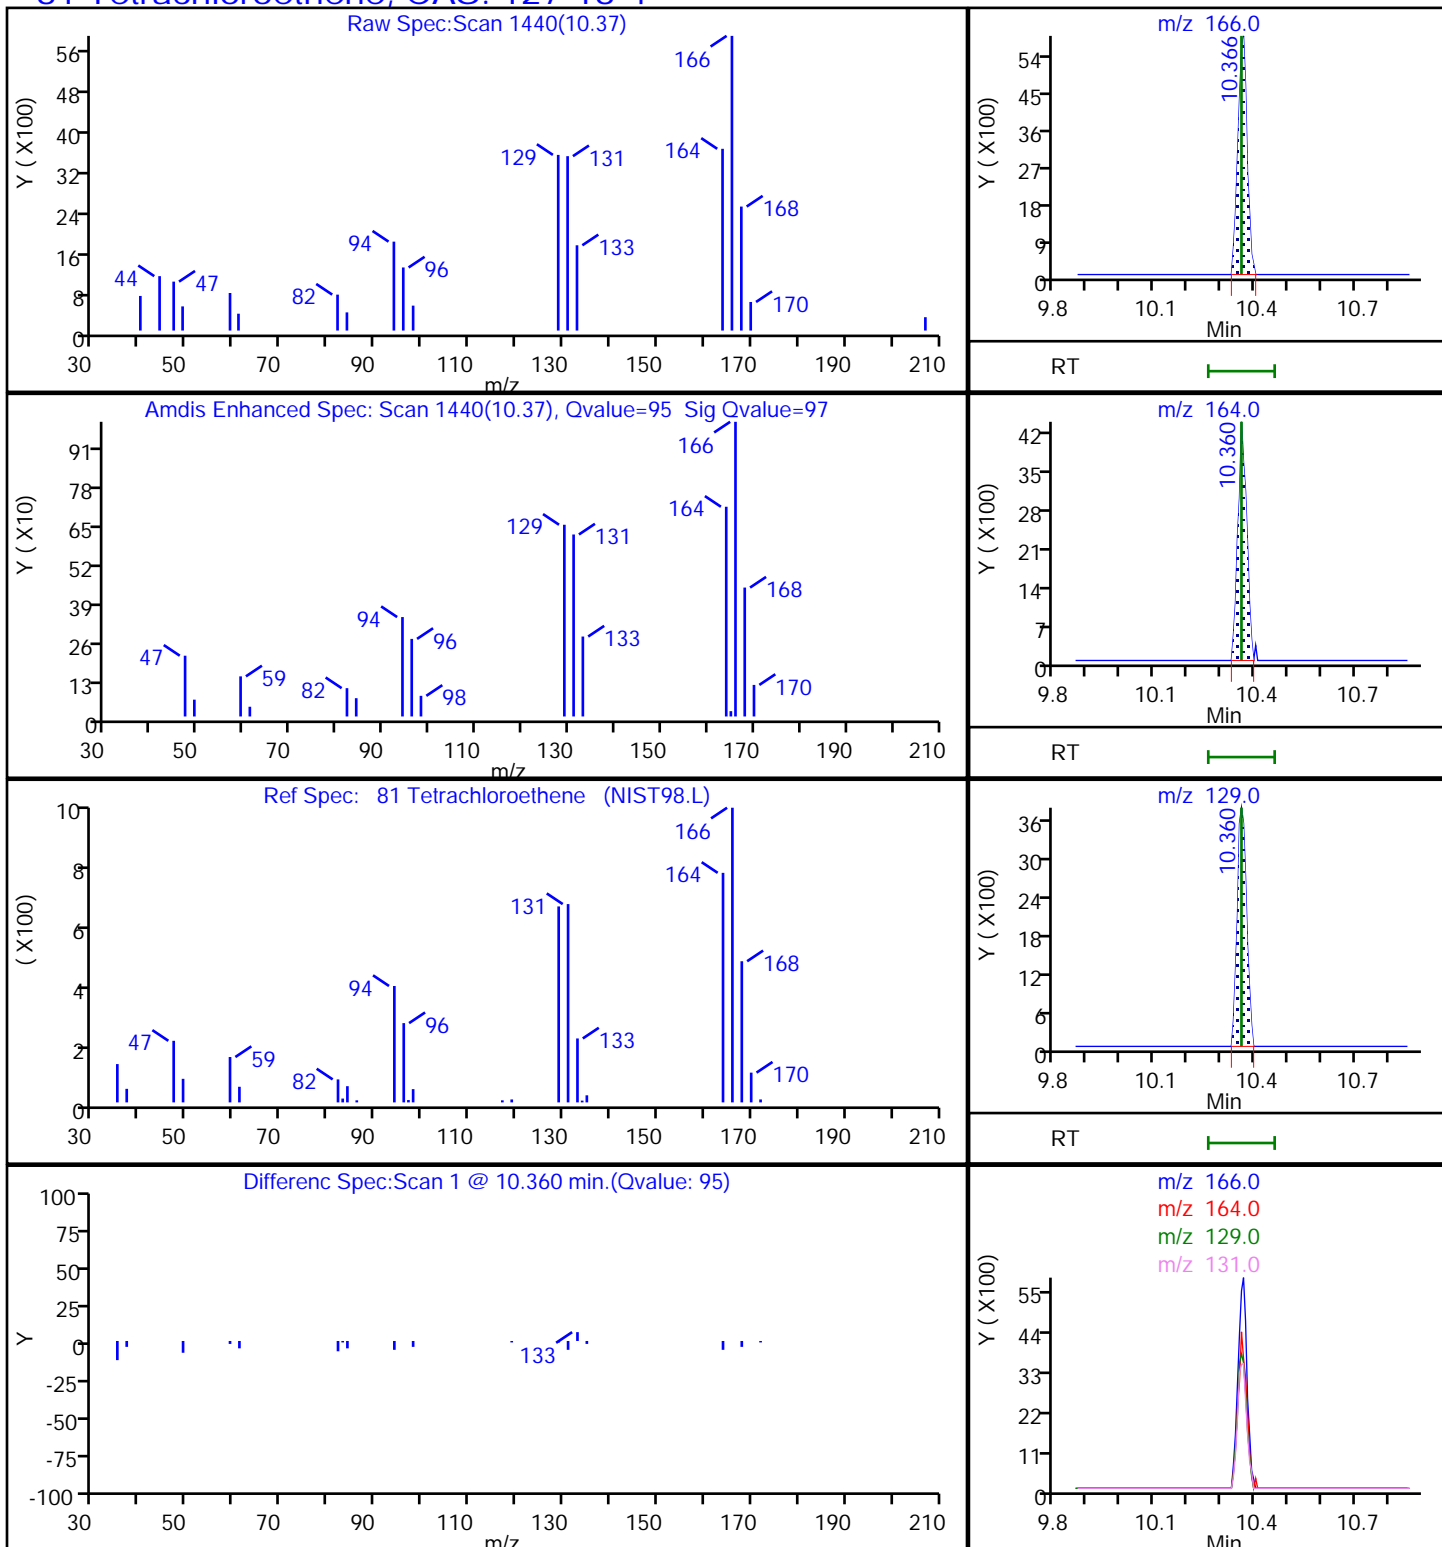 81 Tetrachloroethene, CAS: 127-18-4
Raw Spec:Scan 1440(10.37)
Y ( X100)
56
48
40
32
24
16
8
0
44
47
82
94
96
129
131
133
164
166
168
170
30 50 70 90 110 130 150 170 190 210
m/z
m/z 166.0
Y ( X100)
54
45
36
27
18
9
0
10.366
9.8 10.1 10.4 10.7
Min
RT
Amdis Enhanced Spec: Scan 1440(10.37), Qvalue=95 Sig Qvalue=97
Y ( X10)
91
78
65
52
39
26
13
0
47
59
82
94
96
98
129
131
133
164
166
168
170
30 50 70 90 110 130 150 170 190 210
m/z
m/z 164.0
Y ( X100)
42
35
28
21
14
7
0
10.360
9.8 10.1 10.4 10.7
Min
RT
Ref Spec: 81 Tetrachloroethene (NIST98.L)
( X100)
10
8
6
4
2
0
47
59
82
94
96
131
133
164
166
168
170
30 50 70 90 110 130 150 170 190 210
m/z 129.0
Y ( X100)
36
30
24
18
12
6
0
10.360
9.8 10.1 10.4 10.7
Min
RT
Differenc Spec:Scan 1 @ 10.360 min.(Qvalue: 95)
Y
100
75
50
25
0
-25
-50
-75
-100
133
30 50 70 90 110 130 150 170 190 210
m/z
m/z 166.0
m/z 164.0
m/z 129.0
m/z 131.0
Y ( X100)
55
44
33
22
11
0
9.8 10.1 10.4 10.7
Min